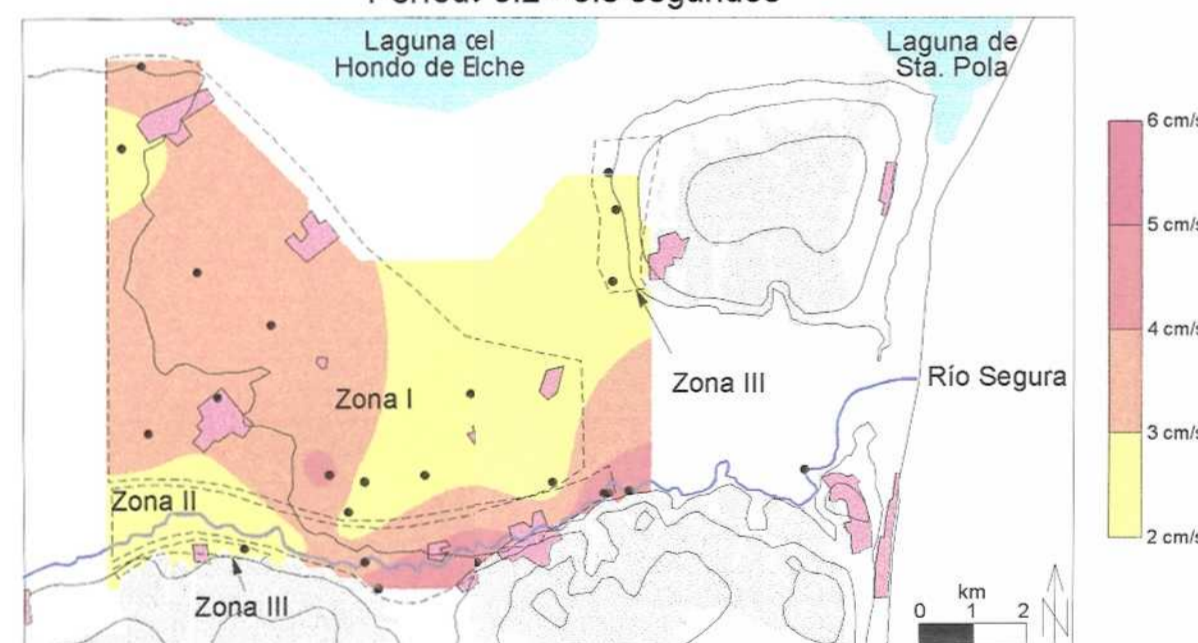 Laguna cel
Hondo de Elche
Laguna de
Sta. Pola
6 cm/s
5 cm/s
4 cm/s
3 cm/s
2 cm/s
Zona I
Zona III
Río Segura
Zona II
Zona III
km
0 1 2
N